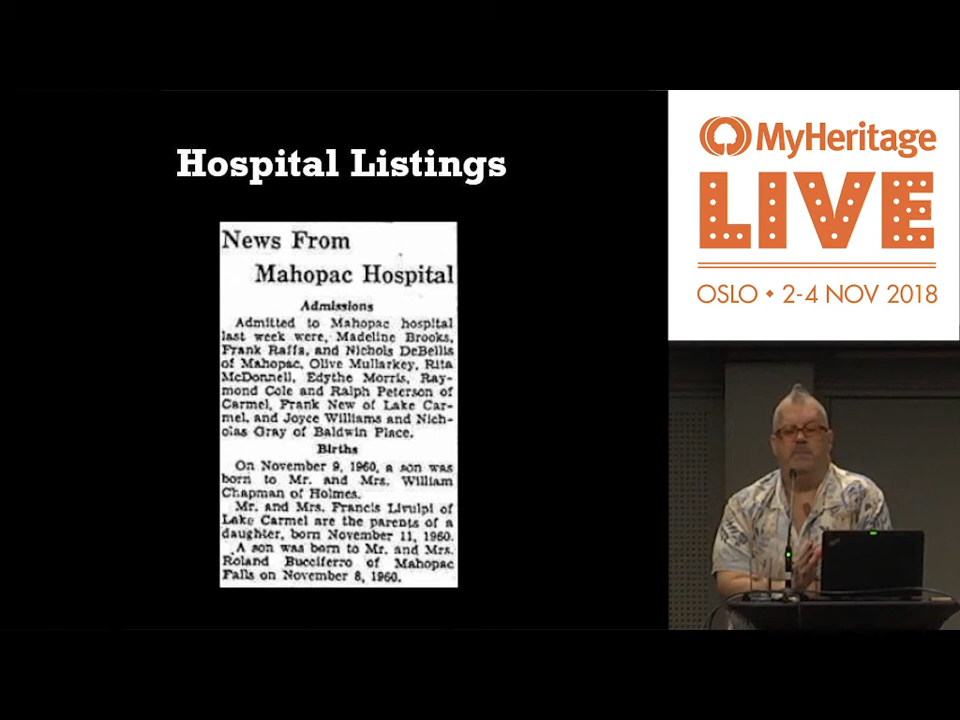 Hospital Listings
News From
Mahopac Hospital
Admissions
Admitted to Mahopac hospital
last week were, Madeline Brooks,
Frank Raffa, and Nichols DeBellis
of Mahopac, Olive Mullarkey, Rita
McDonnell, Edythe Morris, Ray-
mond Cole and Ralph Peterson of
Carmel, Frank New of Lake Car-
mel, and Joyce Williams and Nich-
olas Gray of Baldwin Place.
Births
On November 9, 1960, a son was
born to Mr. and Mrs. William
Chapman of Holmes.
Mr. and Mrs. Francis Livulpi of
Lake Carmel are the parents of a
daughter, born November 11, 1960.
A son was born to Mr. and Mrs.
Roland Bucciferro of Mahopac
Falls on November 8, 1960.
MyHeritage
LIVE
OSLO • 2-4 NOV 2018